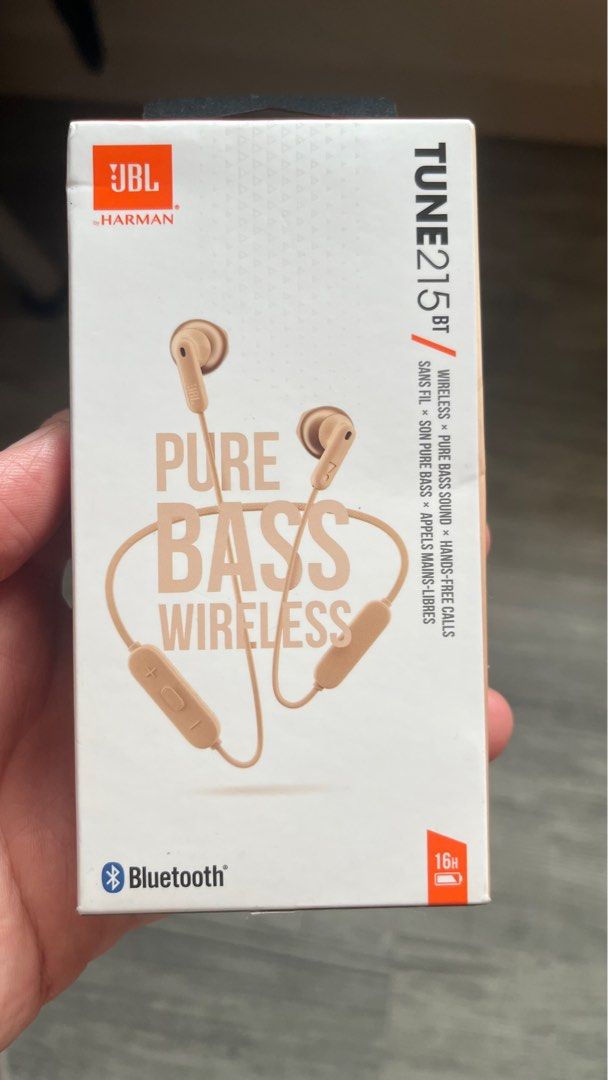 JBL
by HARMAN
TUNE215BT
WIRELESS × PURE BASS SOUND × HANDS-FREE CALLS
SANS FIL × SON PURE BASS × APPELS MAINS-LIBRES
JBL
PURE
BASS
WIRELESS
+
-
Bluetooth®
16H